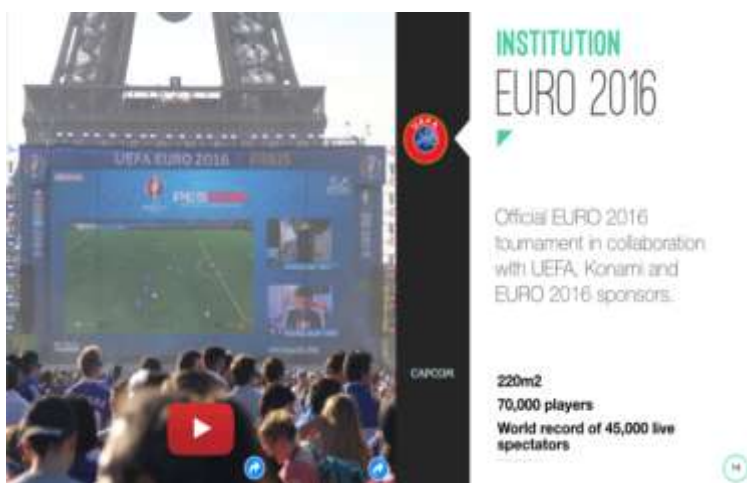 INSTITUTION
EURO 2016
UEFA
UEFA EURO 2016
PES
Official EURO 2016
tournament in collaboration
with UEFA, Konami and
EURO 2016 sponsors.
CAPCOM
220m2
70,000 players
World record of 45,000 live
spectators